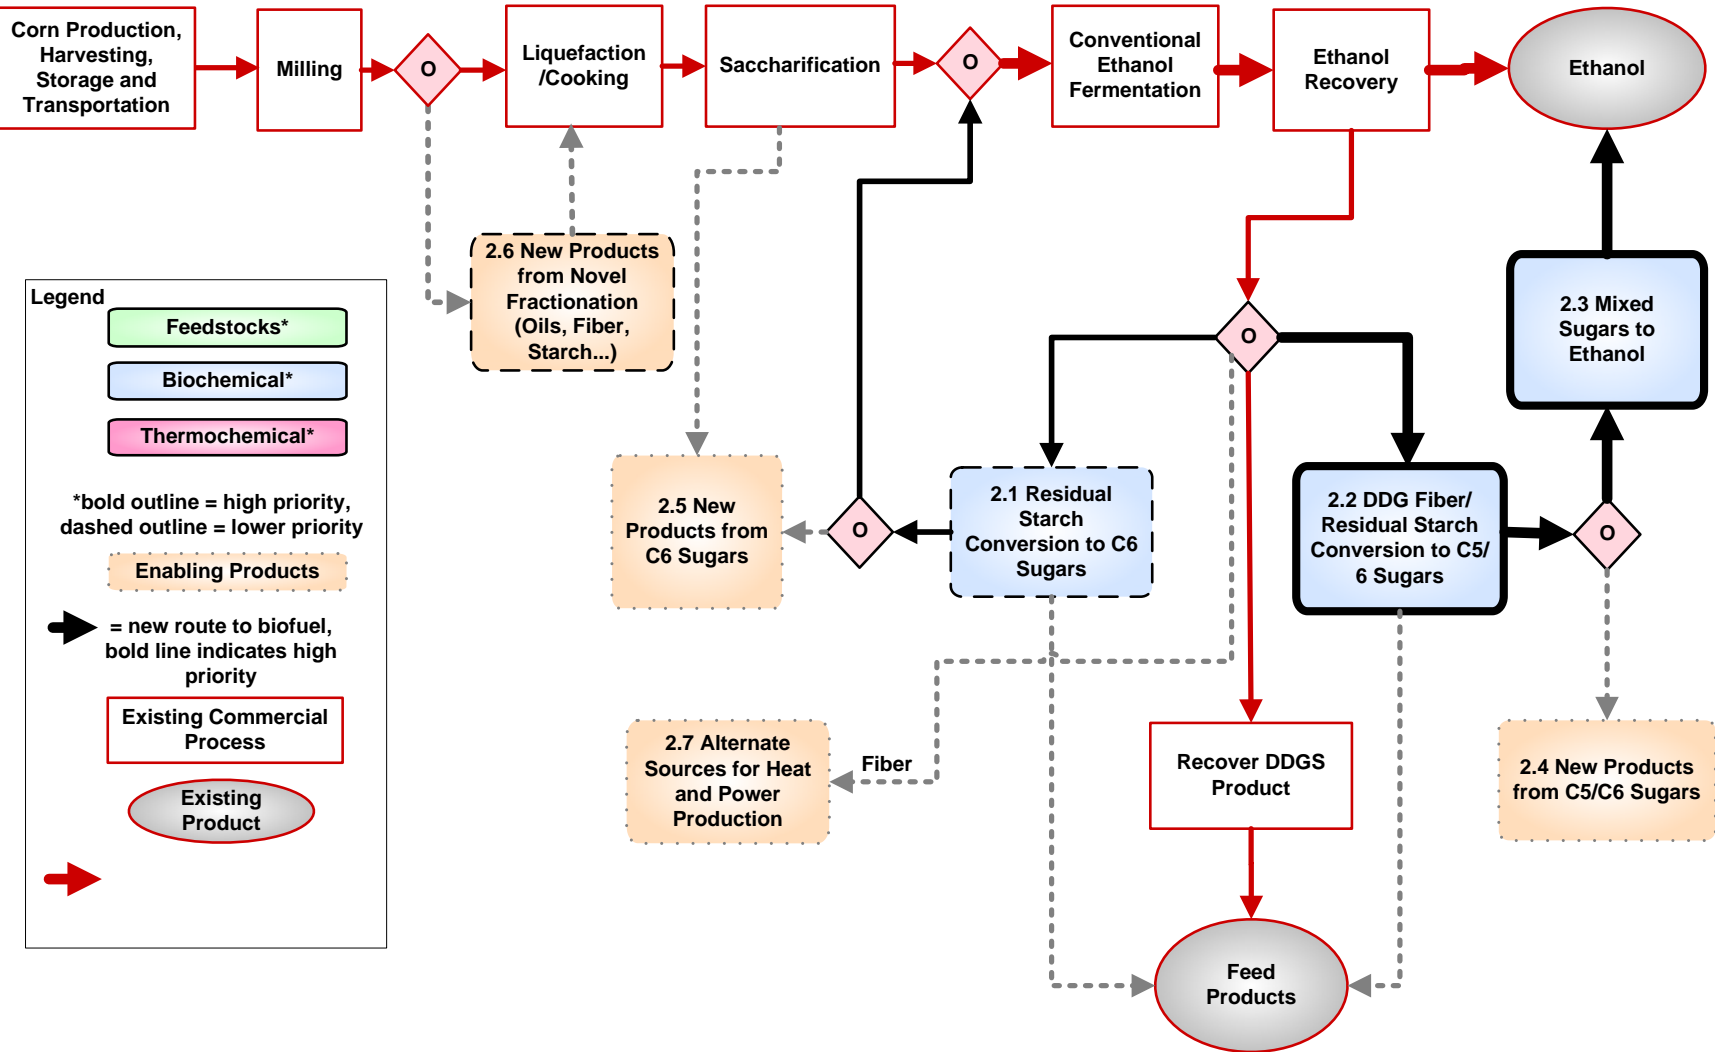 Corn Production,
Harvesting,
Storage and
Transportation
Milling
O
Liquefaction
/Cooking
Saccharification
O
Conventional
Ethanol
Fermentation
Ethanol
Recovery
Ethanol
2.6 New Products
from Novel
Fractionation
(Oils, Fiber,
Starch...)
2.3 Mixed
Sugars to
Ethanol
O
Legend
Feedstocks*
Biochemical*
Thermochemical*
*bold outline = high priority,
dashed outline = lower priority
Enabling Products
= new route to biofuel,
bold line indicates high
priority
Existing Commercial
Process
Existing
Product
2.5 New
Products from
C6 Sugars
O
2.1 Residual
Starch
Conversion to C6
Sugars
2.2 DDG Fiber/
Residual Starch
Conversion to C5/
6 Sugars
O
2.7 Alternate
Sources for Heat
and Power
Production
Fiber
Recover DDGS
Product
2.4 New Products
from C5/C6 Sugars
Feed
Products